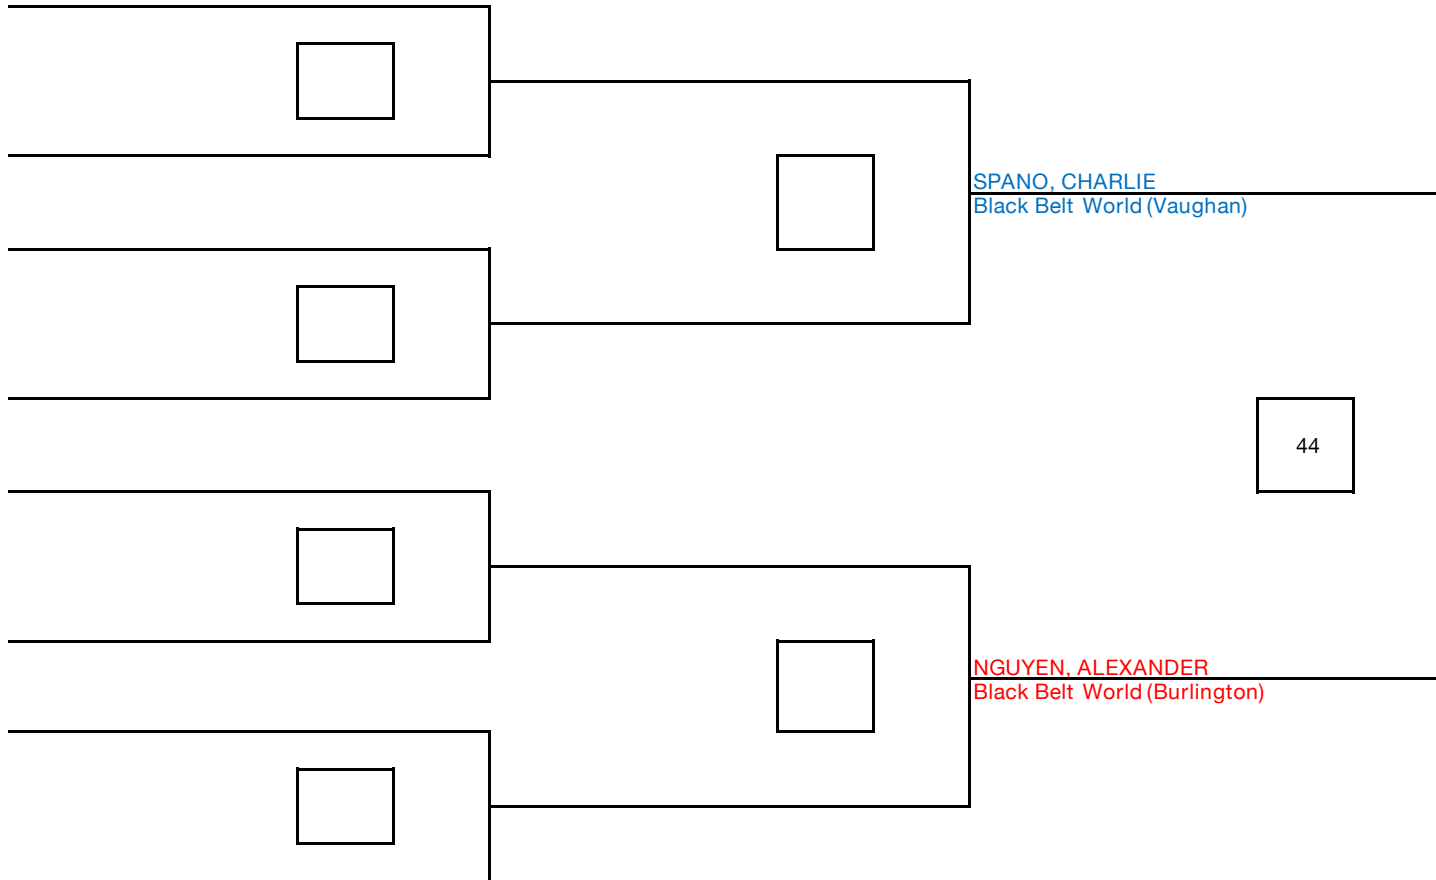 SPANO, CHARLIE
Black Belt World (Vaughan)
44
NGUYEN, ALEXANDER
Black Belt World (Burlington)